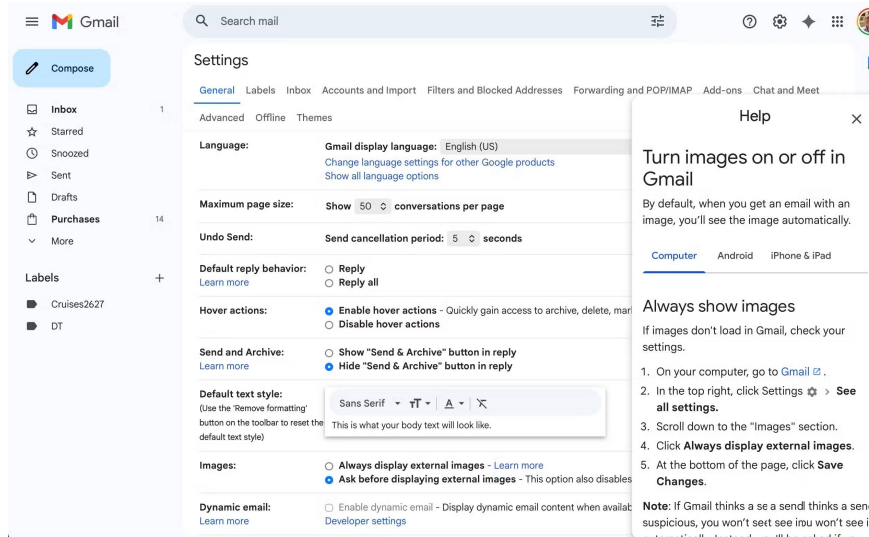 Gmail
Search mail
Compose
Inbox 1
Starred
Snoozed
Sent
Drafts
Purchases 14
More
Labels +
Cruises2627
DT
Settings
General Labels Inbox Accounts and Import Filters and Blocked Addresses Forwarding and POP/IMAP Add-ons Chat and Meet
Advanced Offline Themes
Language:
Gmail display language: English (US)
Change language settings for other Google products
Show all language options
Maximum page size:
Show 50 conversations per page
Undo Send:
Send cancellation period: 5 seconds
Default reply behavior:
Learn more
Reply
Reply all
Hover actions:
Enable hover actions - Quickly gain access to archive, delete, mar
Disable hover actions
Send and Archive:
Learn more
Show "Send & Archive" button in reply
Hide "Send & Archive" button in reply
Default text style:
(Use the 'Remove formatting'
button on the toolbar to reset the
default text style)
Sans Serif
This is what your body text will look like.
Images:
Always display external images - Learn more
Ask before displaying external images - This option also disables
Dynamic email:
Learn more
Enable dynamic email - Display dynamic email content when availab
Developer settings
Help
Turn images on or off in
Gmail
By default, when you get an email with an
image, you'll see the image automatically.
Computer Android iPhone & iPad
Always show images
If images don't load in Gmail, check your
settings.
1. On your computer, go to Gmail.
2. In the top right, click Settings > See
all settings.
3. Scroll down to the "Images" section.
4. Click Always display external images.
5. At the bottom of the page, click Save
Changes.
Note: If Gmail thinks a se a sendl thinks a sen
suspicious, you won't see